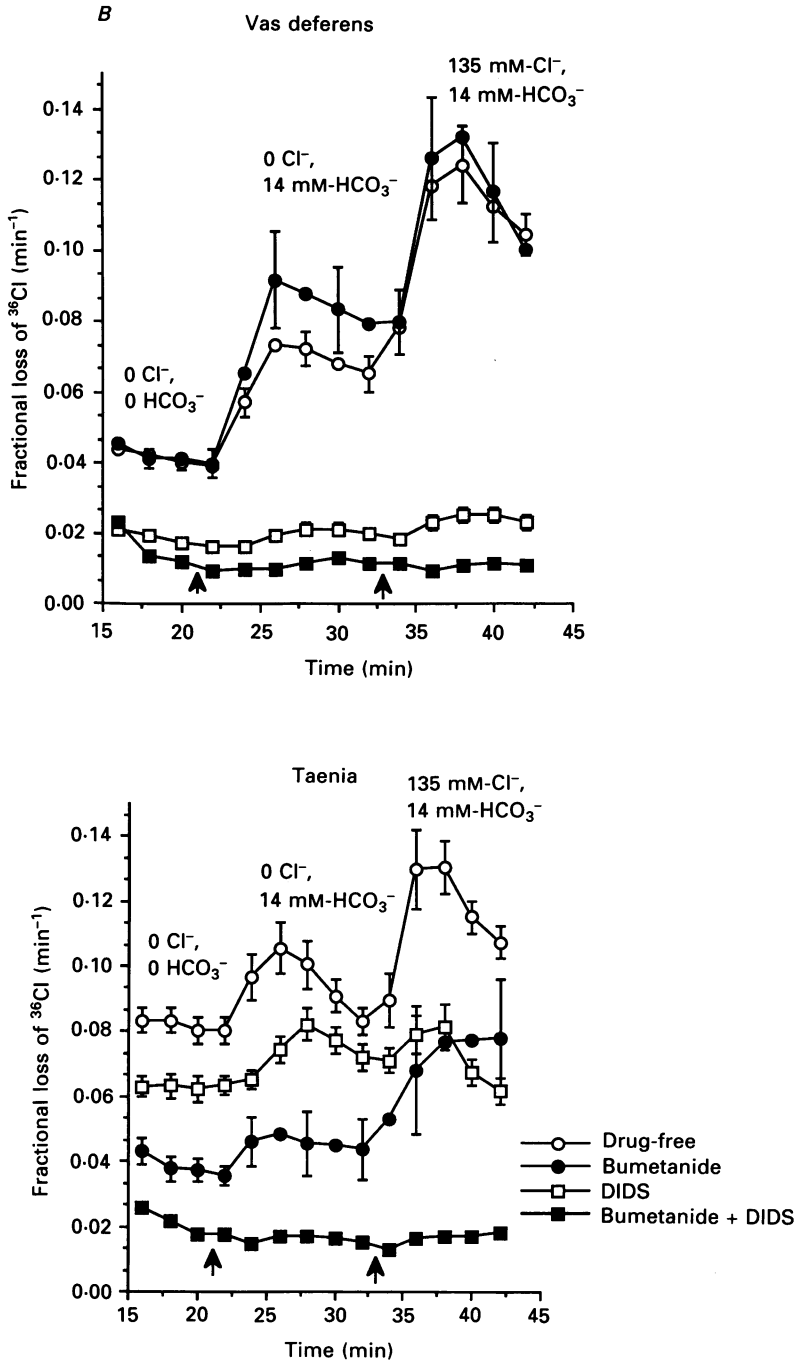 B
Vas deferens
135 mM-Cl⁻,
14 mM-HCO₃⁻
0 Cl⁻,
14 mM-HCO₃⁻
0 Cl⁻,
0 HCO₃⁻
Fractional loss of ³⁶Cl (min⁻¹)
0·14
0·12
0·10
0·08
0·06
0·04
0·02
0·00
15 20 25 30 35 40 45
Time (min)
Taenia
135 mM-Cl⁻,
14 mM-HCO₃⁻
0 Cl⁻,
14 mM-HCO₃⁻
0 Cl⁻,
0 HCO₃⁻
Fractional loss of ³⁶Cl (min⁻¹)
0·14
0·12
0·10
0·08
0·06
0·04
0·02
0·00
15 20 25 30 35 40 45
Time (min)
Drug-free
Bumetanide
DIDS
Bumetanide + DIDS